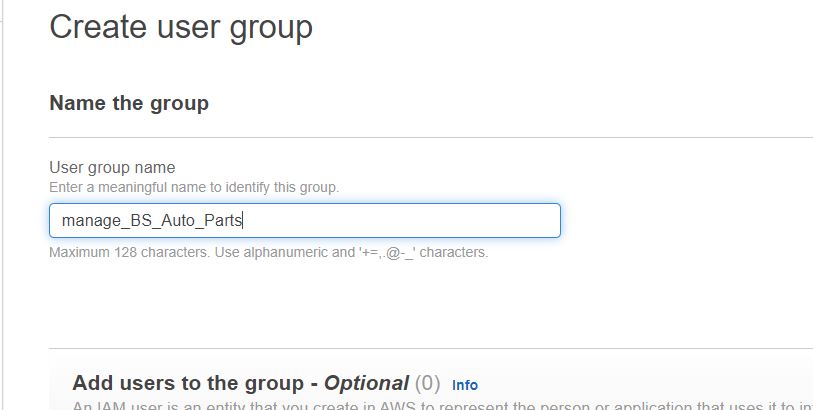 Create user group
Name the group
User group name
Enter a meaningful name to identify this group.
manage_BS_Auto_Parts
Maximum 128 characters. Use alphanumeric and '+=,.@-_' characters.
Add users to the group - Optional (0) Info
An IAM user is an entity that you create in AWS to represent the person or application that uses it to